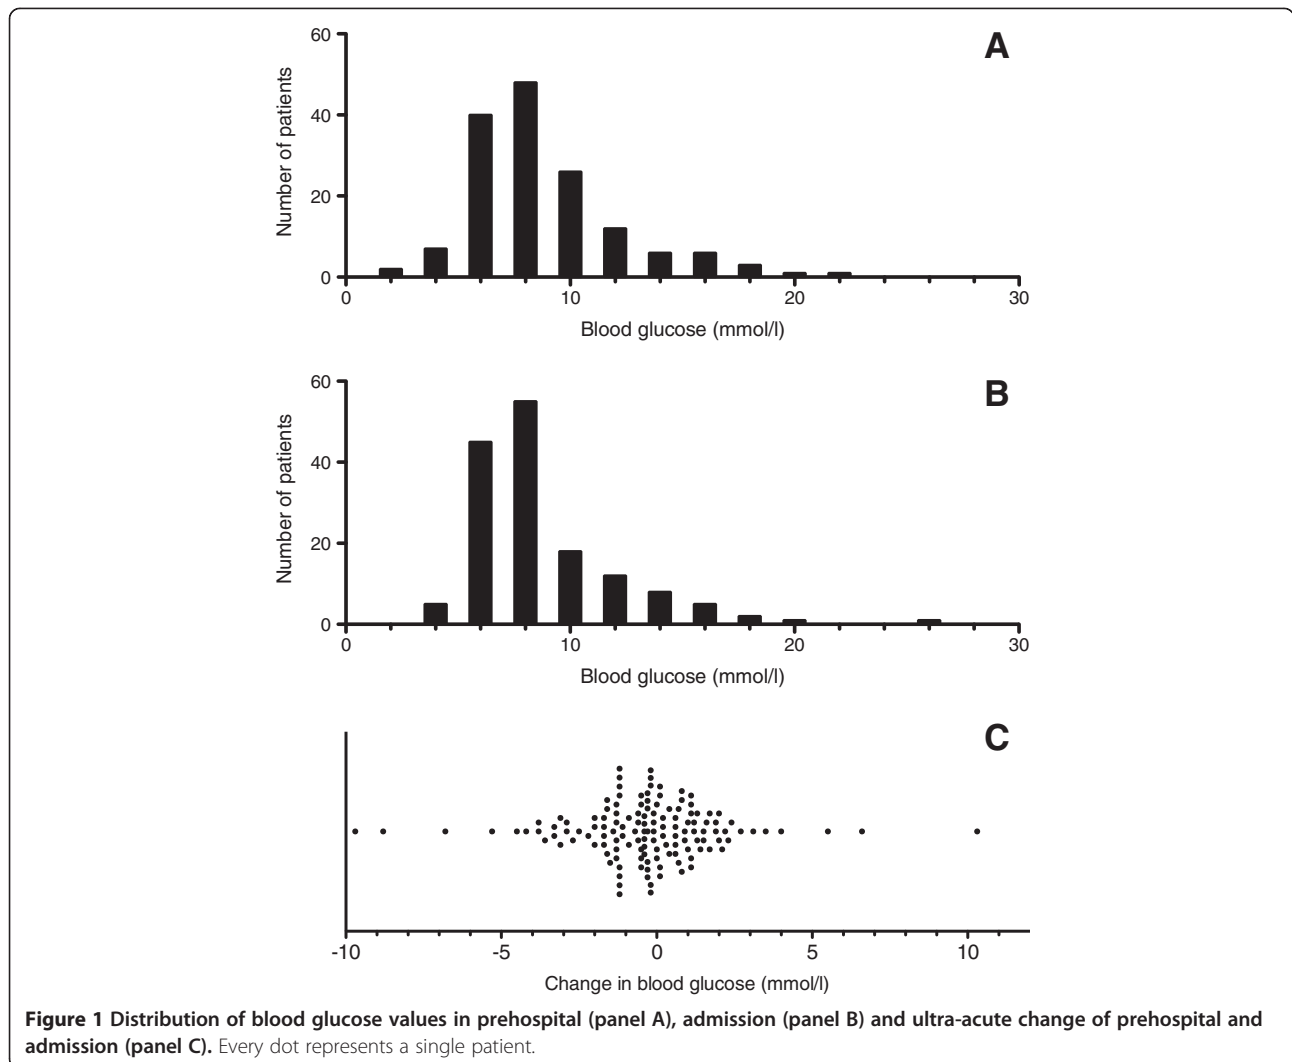 A
60
40
20
0
Number of patients
0 10 20 30
Blood glucose (mmol/l)
B
60
40
20
0
Number of patients
0 10 20 30
Blood glucose (mmol/l)
C
-10 -5 0 5 10
Change in blood glucose (mmol/l)
Figure 1 Distribution of blood glucose values in prehospital (panel A), admission (panel B) and ultra-acute change of prehospital and
admission (panel C). Every dot represents a single patient.